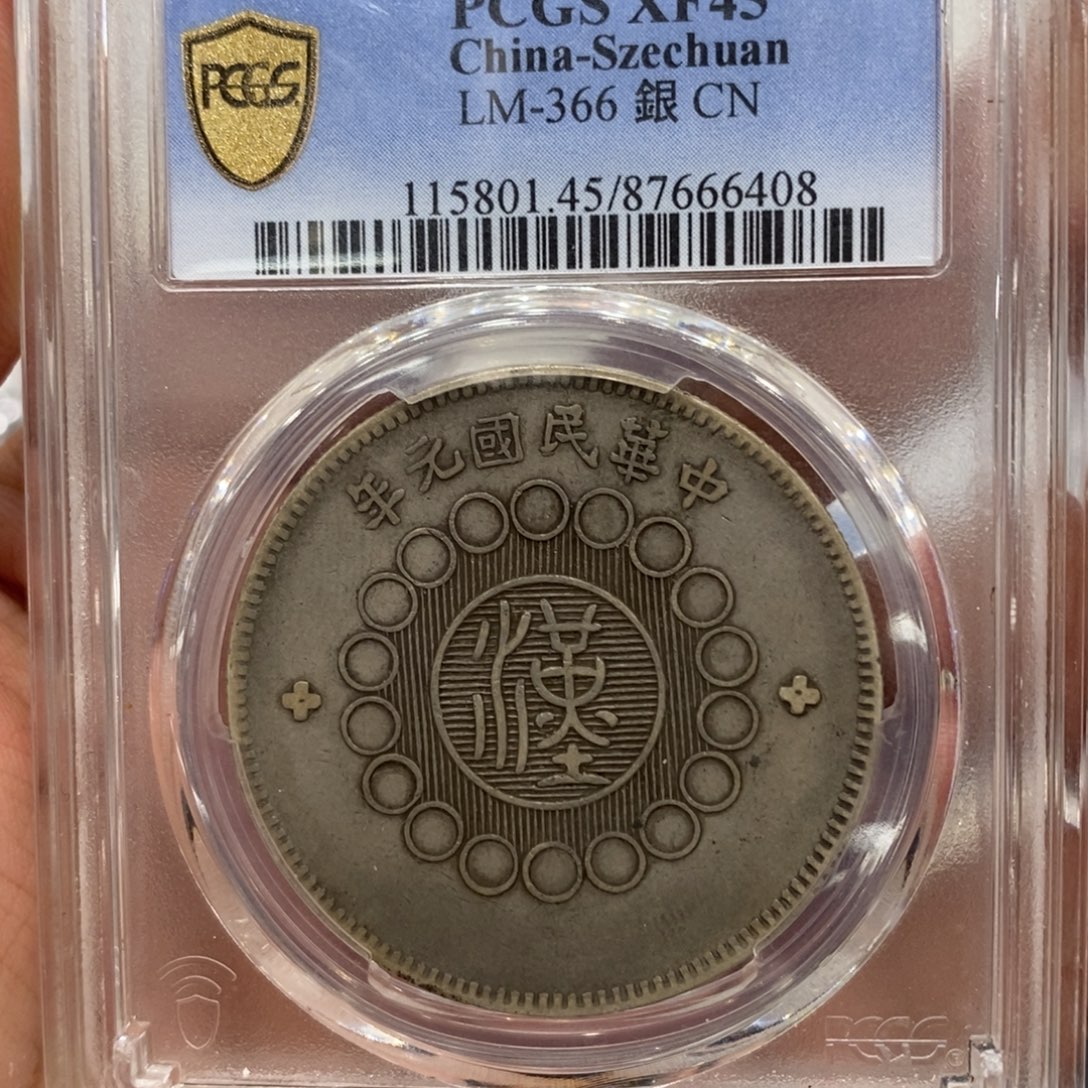 PCGS XF45
PCGS
China-Szechuan
LM-366 銀 CN
115801.45/87666408
中華民國元年
漢
PCGS